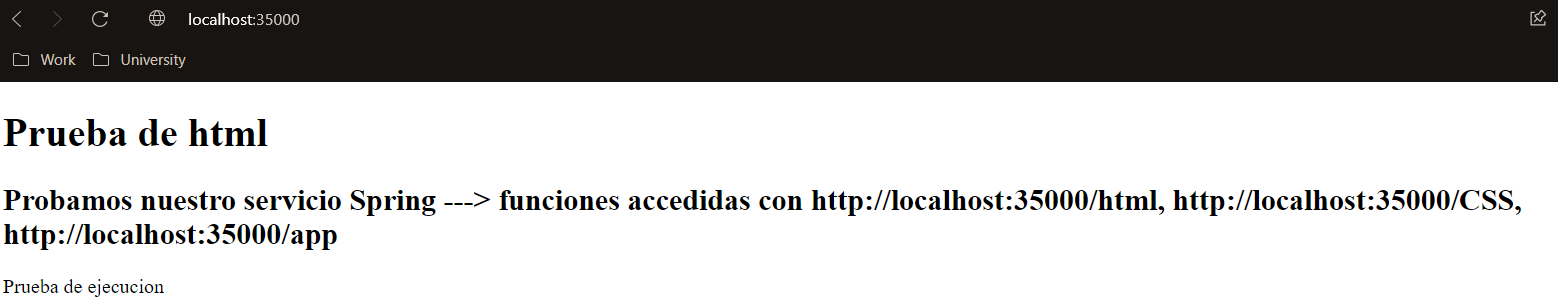 localhost:35000
Work University
Prueba de html
Probamos nuestro servicio Spring ---> funciones accedidas con http://localhost:35000/html, http://localhost:35000/CSS,
http://localhost:35000/app
Prueba de ejecucion